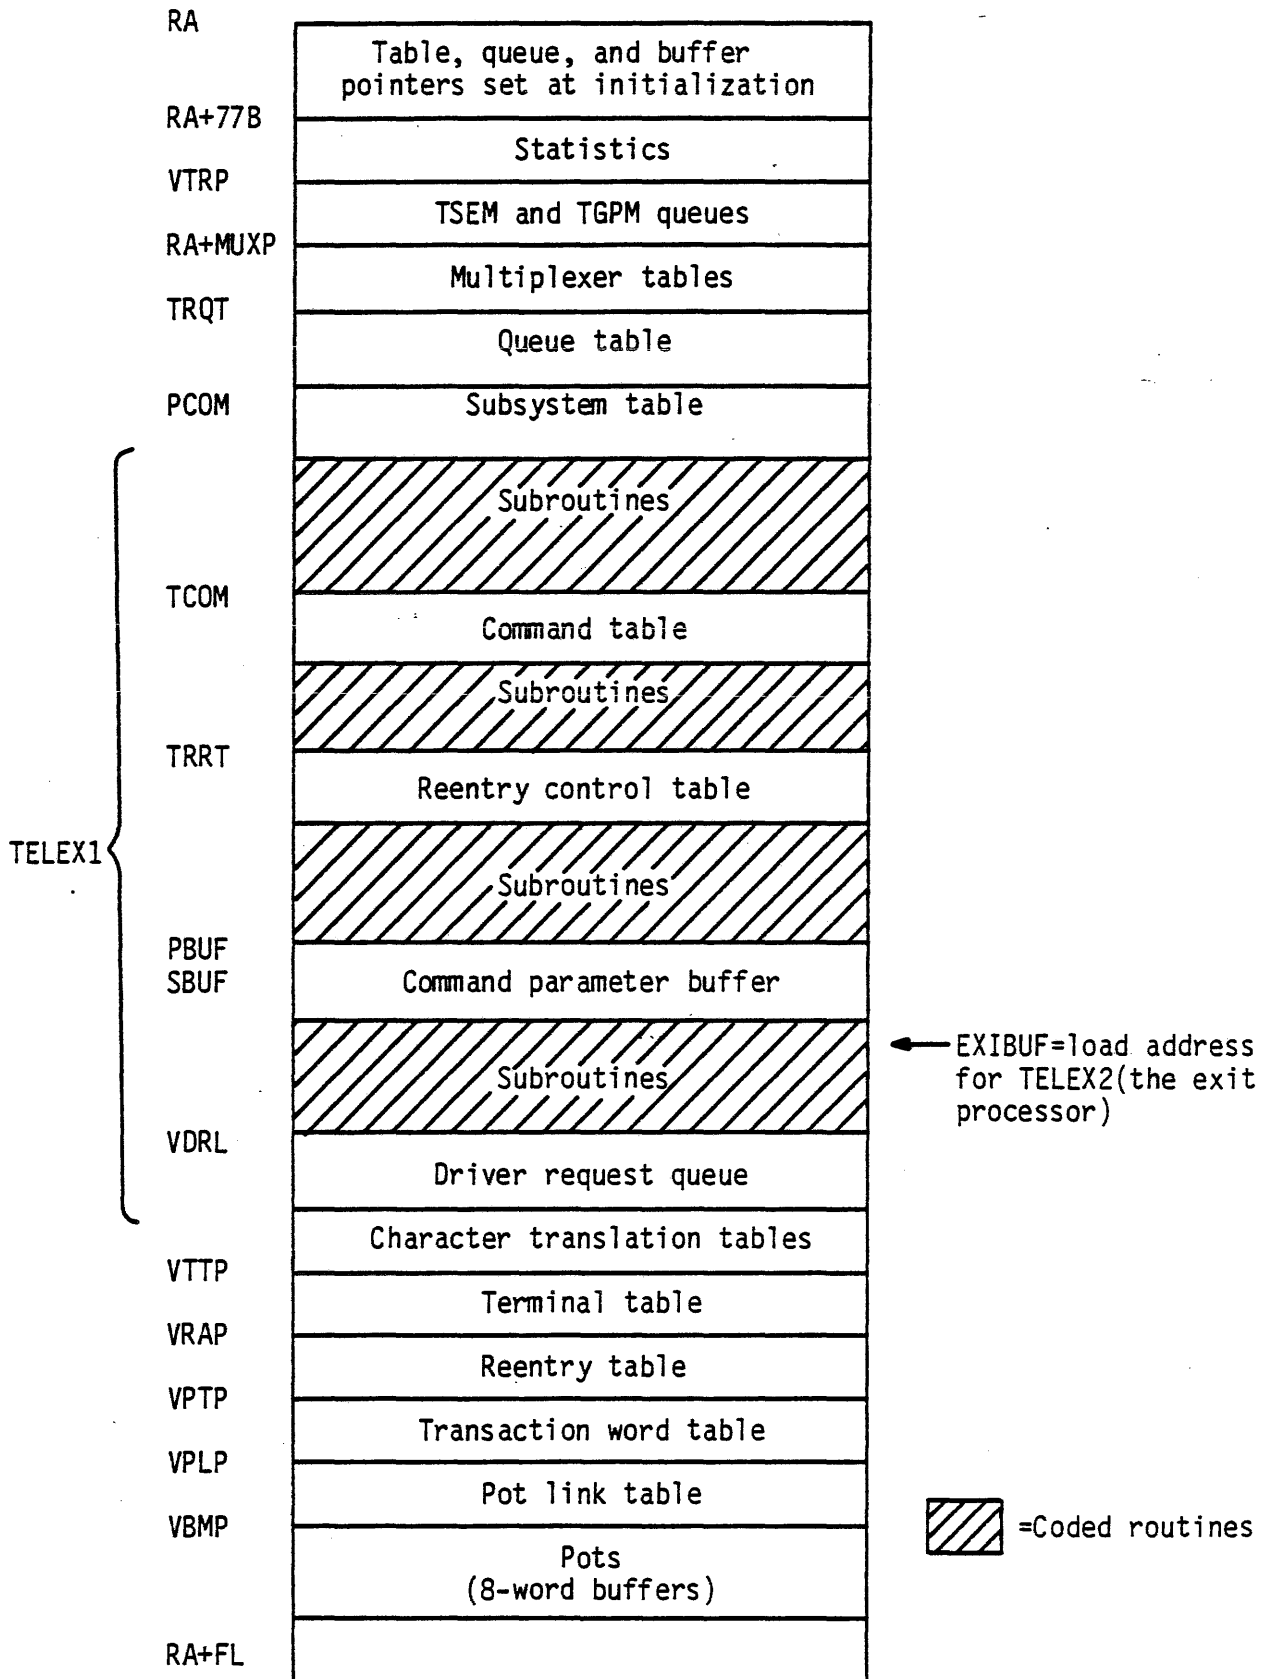 RA
Table, queue, and buffer
pointers set at initialization
RA+77B
Statistics
VTRP
TSEM and TGPM queues
RA+MUXP
Multiplexer tables
TRQT
Queue table
PCOM
Subsystem table
Subroutines
TCOM
Command table
Subroutines
TRRT
Reentry control table
TELEX1
Subroutines
PBUF
SBUF
Command parameter buffer
EXIBUF=load address
for TELEX2(the exit
processor)
Subroutines
VDRL
Driver request queue
Character translation tables
VTTP
Terminal table
VRAP
Reentry table
VPTP
Transaction word table
VPLP
Pot link table
VBMP
=Coded routines
Pots
(8-word buffers)
RA+FL